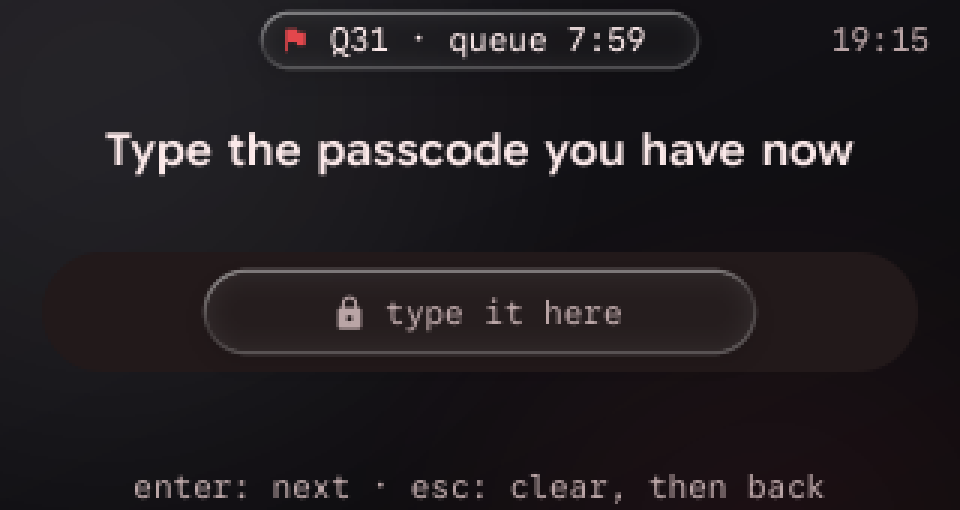 Q31 · queue 7:59
19:15
Type the passcode you have now
type it here
enter: next · esc: clear, then back